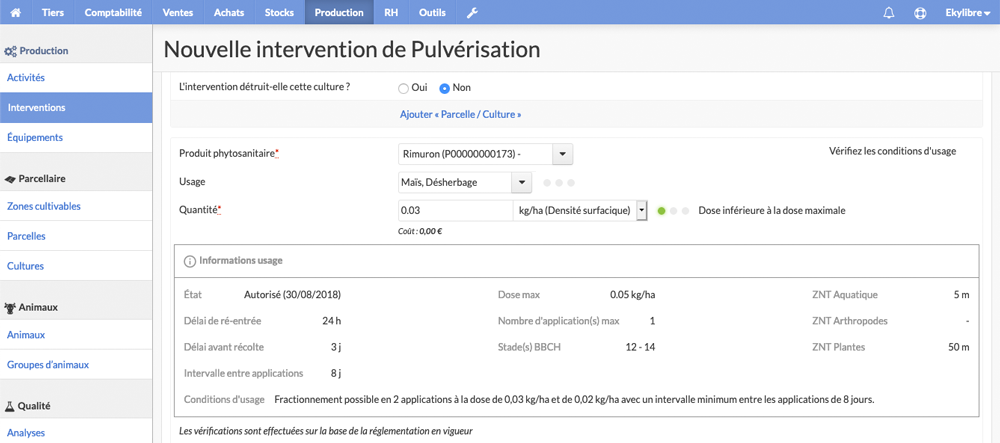 Tiers Comptabilité Ventes Achats Stocks Production RH Outils Ekylibre
Production
Activités
Interventions
Équipements
Parcellaire
Zones cultivables
Parcelles
Cultures
Animaux
Animaux
Groupes d'animaux
Qualité
Analyses
Nouvelle intervention de Pulvérisation
L'intervention détruit-elle cette culture ? Oui Non
Ajouter « Parcelle / Culture »
Produit phytosanitaire* Rimuron (P00000000173) - Vérifiez les conditions d'usage
Usage Maïs, Désherbage
Quantité* 0.03 kg/ha (Densité surfacique) Dose inférieure à la dose maximale
Coût : 0,00 €
Informations usage
État Autorisé (30/08/2018) Dose max 0.05 kg/ha ZNT Aquatique 5 m
Délai de ré-entrée 24 h Nombre d'application(s) max 1 ZNT Arthropodes -
Délai avant récolte 3 j Stade(s) BBCH 12 - 14 ZNT Plantes 50 m
Intervalle entre applications 8 j
Conditions d'usage Fractionnement possible en 2 applications à la dose de 0,03 kg/ha et de 0,02 kg/ha avec un intervalle minimum entre les applications de 8 jours.
Les vérifications sont effectuées sur la base de la réglementation en vigueur